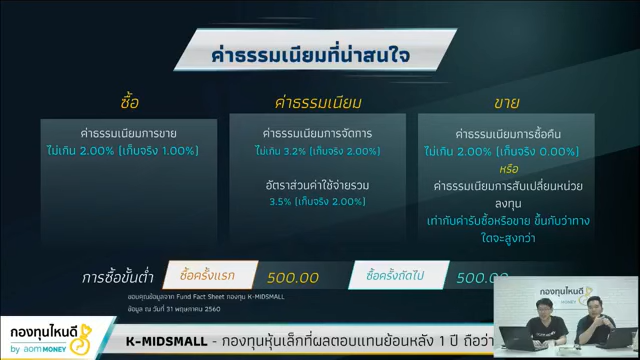 ค่าธรรมเนียมที่น่าสนใจ
ซื้อ
ค่าธรรมเนียมการขาย
ไม่เกิน 2.00% (เก็บจริง 1.00%)
ค่าธรรมเนียม
ค่าธรรมเนียมการจัดการ
ไม่เกิน 3.2% (เก็บจริง 2.00%)
อัตราส่วนค่าใช้จ่ายรวม
3.5% (เก็บจริง 2.00%)
ขาย
ค่าธรรมเนียมการซื้อคืน
ไม่เกิน 2.00% (เก็บจริง 0.00%)
หรือ
ค่าธรรมเนียมการสับเปลี่ยนหน่วย
ลงทุน
เท่ากับค่ารับซื้อหรือขาย ขึ้นกับว่าทาง
ใดจะสูงกว่า
การซื้อขั้นต่ำ ซื้อครั้งแรก 500.00 ซื้อครั้งถัดไป 500.00
ขอบคุณข้อมูลจาก Fund Fact Sheet กองทุน K-MIDSMALL
ข้อมูล ณ วันที่ 31 พฤษภาคม 2560
กองทุนไหนดี
by aomMONEY
K-MIDSMALL - กองทุนหุ้นเล็กที่ผลตอบแทนย้อนหลัง 1 ปี ถือว่า